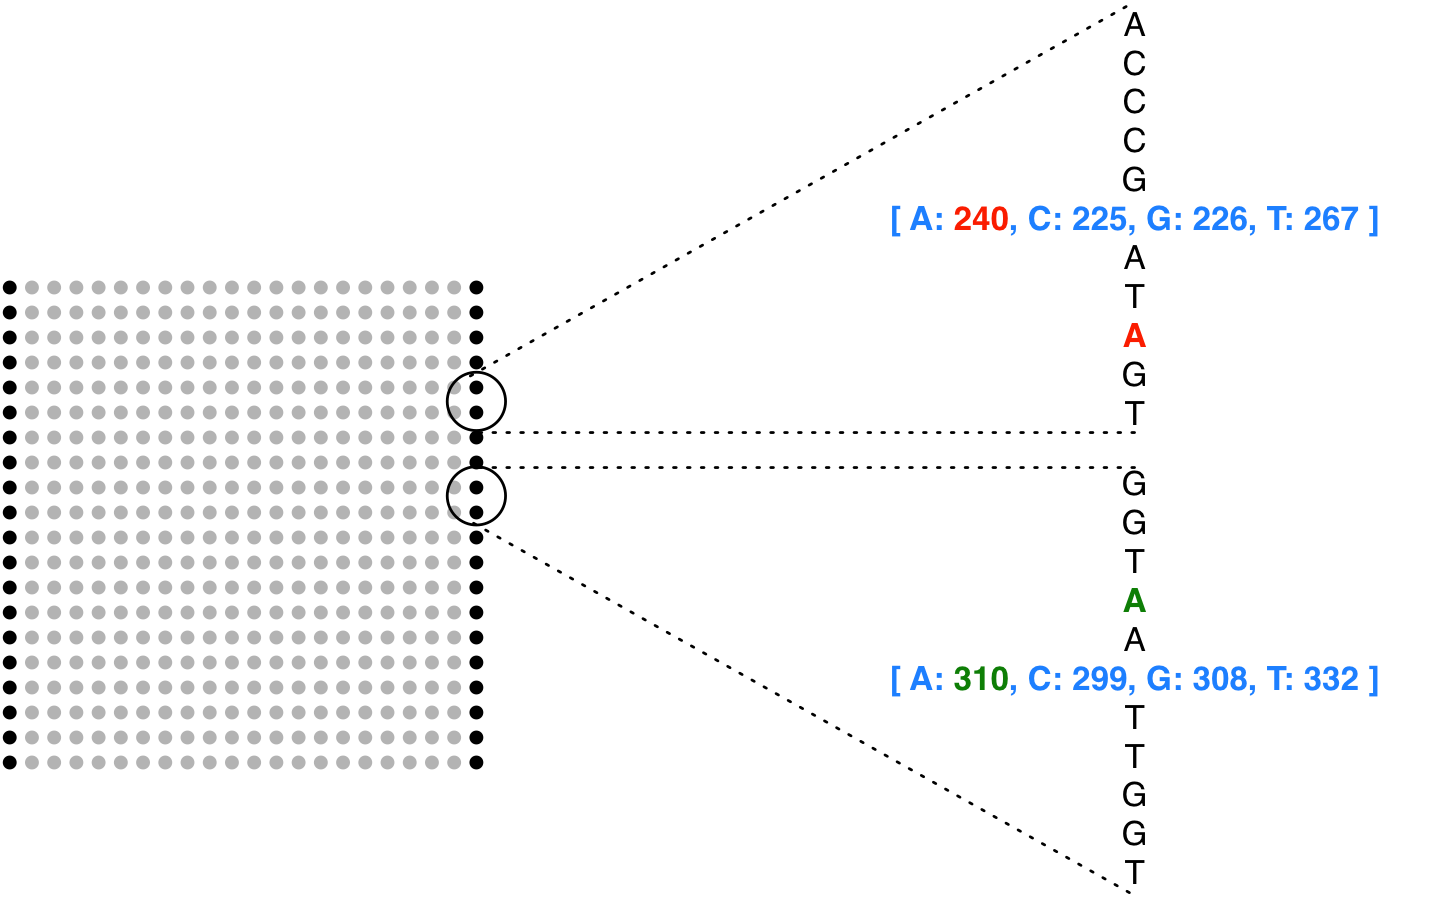 A
C
C
C
G
[ A: 240, C: 225, G: 226, T: 267 ]
A
T
A
G
T
G
G
T
A
A
[ A: 310, C: 299, G: 308, T: 332 ]
T
T
G
G
T